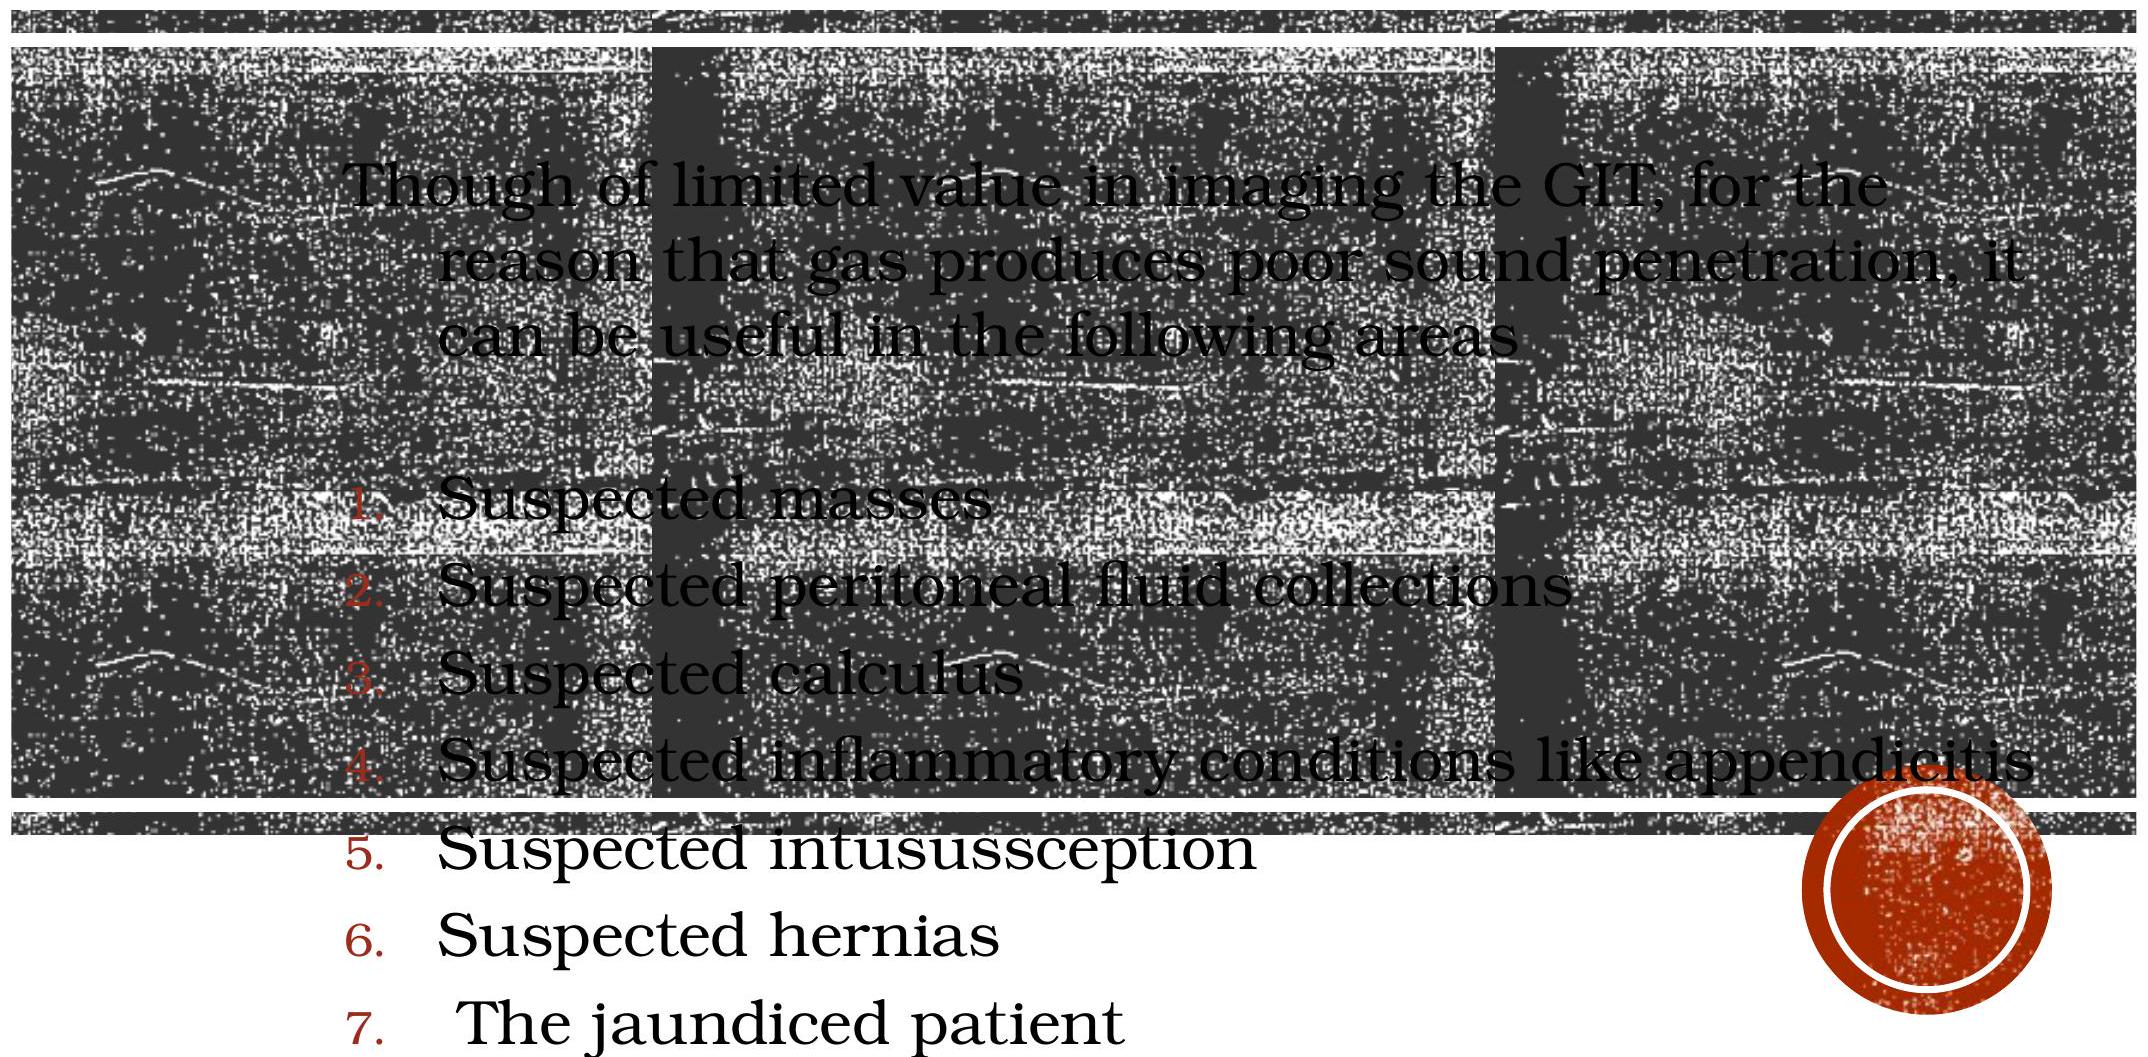 Though of limited value in imaging the GIT, for the
reason that gas produces poor sound penetration, it
can be useful in the following areas
1. Suspected masses
2. Suspected peritoneal fluid collections
3. Suspected calculus
4. Suspected inflammatory conditions like appendicitis
5. Suspected intusussception
6. Suspected hernias
7. The jaundiced patient